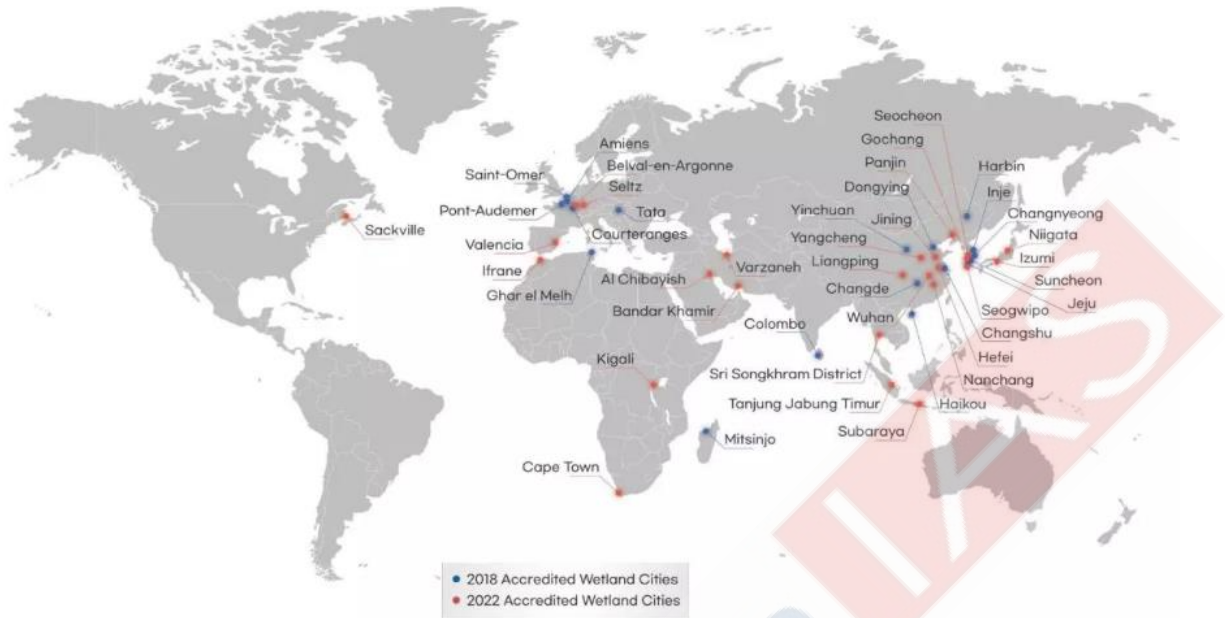 Seocheon
Gochang
Amiens
Panjin
Harbin
Saint-Omer
Belval-en-Argonne
Dongying
Inje
Seltz
Yinchuan
Jining
Changnyeong
Pont-Audemer
Tata
Sackville
Courteranges
Yangcheng
Niigata
Valencia
Liangping
Izumi
Ifrane
Al Chibayish
Varzaneh
Suncheon
Ghar el Melh
Changde
Jeju
Bandar Khamir
Seogwipo
Colombo
Wuhan
Changshu
Hefei
Kigali
Sri Songkhram District
Nanchang
Tanjung Jabung Timur
Haikou
Mitsinjo
Subaraya
Cape Town
IAS
2018 Accredited Wetland Cities
2022 Accredited Wetland Cities